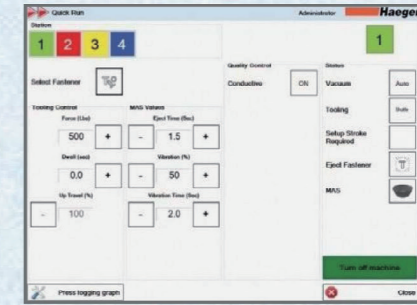 Quick Run
Administrator
Haeger
Station
1 2 3 4
1
Select Fastener
Tooling Control
Force (Lbs)
500 +
Dwell (sec)
0.0 +
Up Travel (%)
- 100
MAS Values
Eject Time (Sec)
- 1.5 +
Vibration (%)
- 50 +
Vibration Time (Sec)
- 2.0 +
Quality Control
Conductive ON
Status
Vacuum Auto
Tooling
Setup Stroke
Required
Eject Fastener
MAS
Turn off machine
Press logging graph
Close